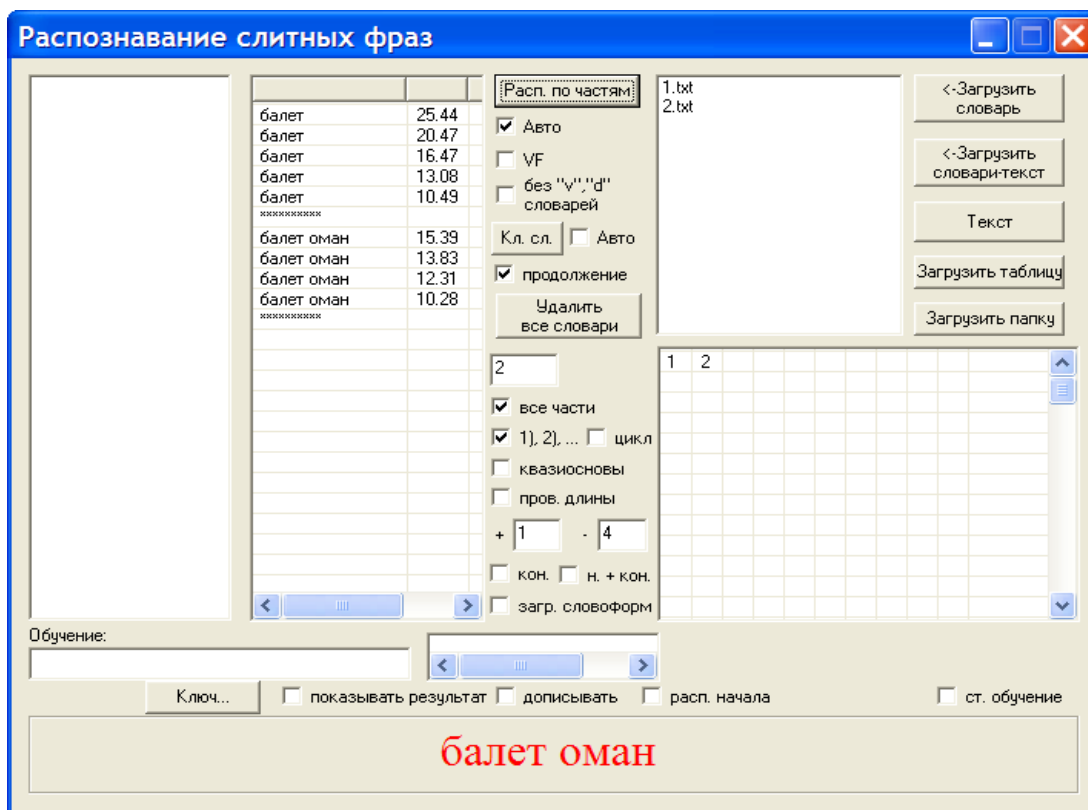 Распознавание слитных фраз
балет 25.44
балет 20.47
балет 16.47
балет 13.08
балет 10.49
**********
балет оман 15.39
балет оман 13.83
балет оман 12.31
балет оман 10.28
**********
Расп. по частям
Авто
VF
без "v","d"
словарей
Кл. сл. Авто
продолжение
Удалить
все словари
2
все части
1), 2), ... цикл
квазиосновы
пров. длины
+ 1 - 4
кон. н. + кон.
загр. словоформ
1.txt
2.txt
<-Загрузить
словарь
<-Загрузить
словари-текст
Текст
Загрузить таблицу
Загрузить папку
1 2
Обучение:
Ключ... показывать результат дописывать расп. начала ст. обучение
балет оман